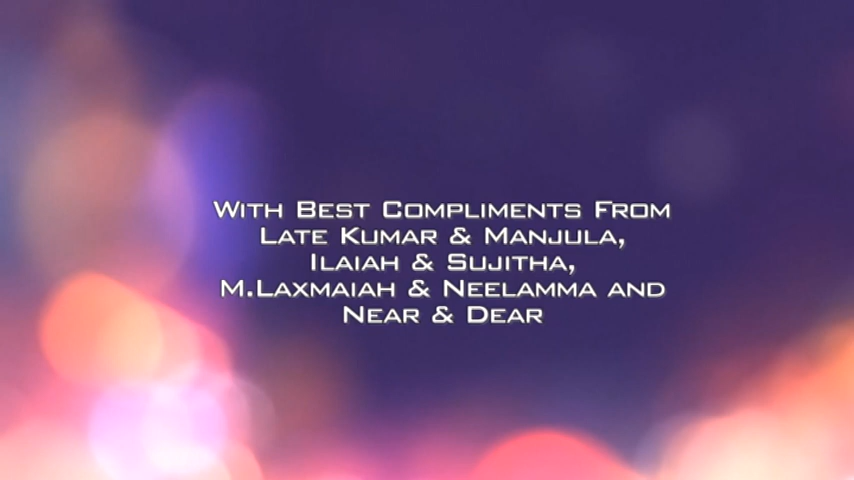 With Best Compliments From
Late Kumar & Manjula,
Ilaiah & Sujitha,
M.Laxmaiah & Neelamma and
Near & Dear